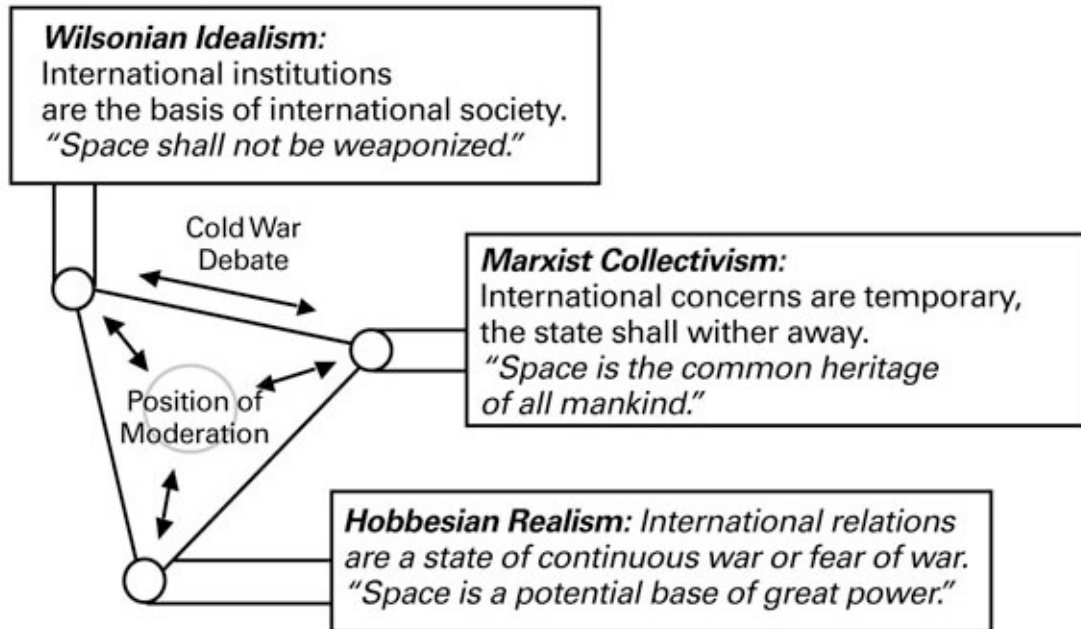 Wilsonian Idealism:
International institutions
are the basis of international society.
“Space shall not be weaponized.”
Cold War
Debate
Marxist Collectivism:
International concerns are temporary,
the state shall wither away.
“Space is the common heritage
of all mankind.”
Position of
Moderation
Hobbesian Realism: International relations
are a state of continuous war or fear of war.
“Space is a potential base of great power.”